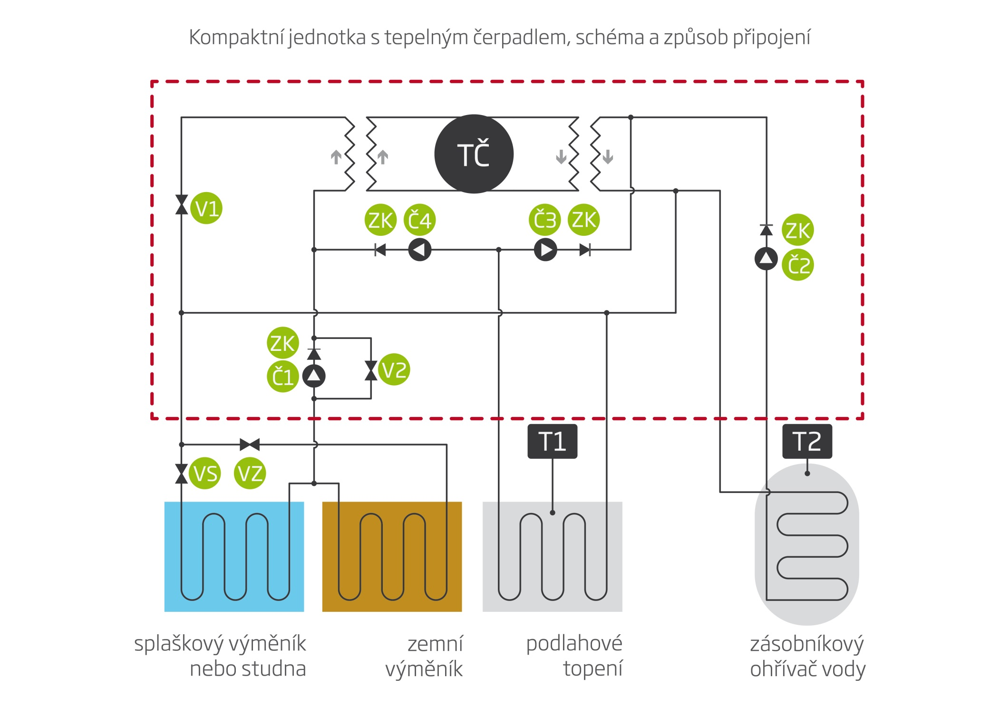 Kompaktní jednotka s tepelným čerpadlem, schéma a způsob připojení
TČ
V1
ZK
Č4
Č3
ZK
ZK
Č2
ZK
Č1
V2
T1
T2
VS
VZ
splaškový výměník
nebo studna
zemní
výměník
podlahové
topení
zásobníkový
ohřívač vody